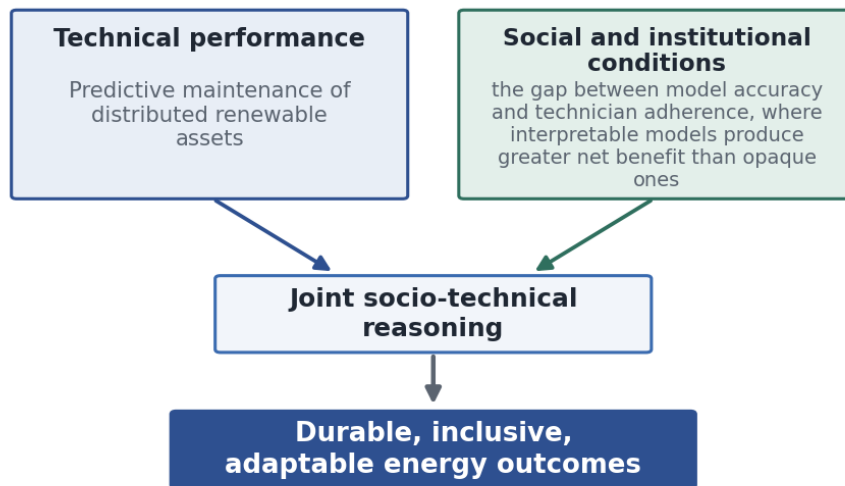 Technical performance
Predictive maintenance of
distributed renewable
assets
Social and institutional
conditions
the gap between model accuracy
and technician adherence, where
interpretable models produce
greater net benefit than opaque
ones
Joint socio-technical
reasoning
Durable, inclusive,
adaptable energy outcomes